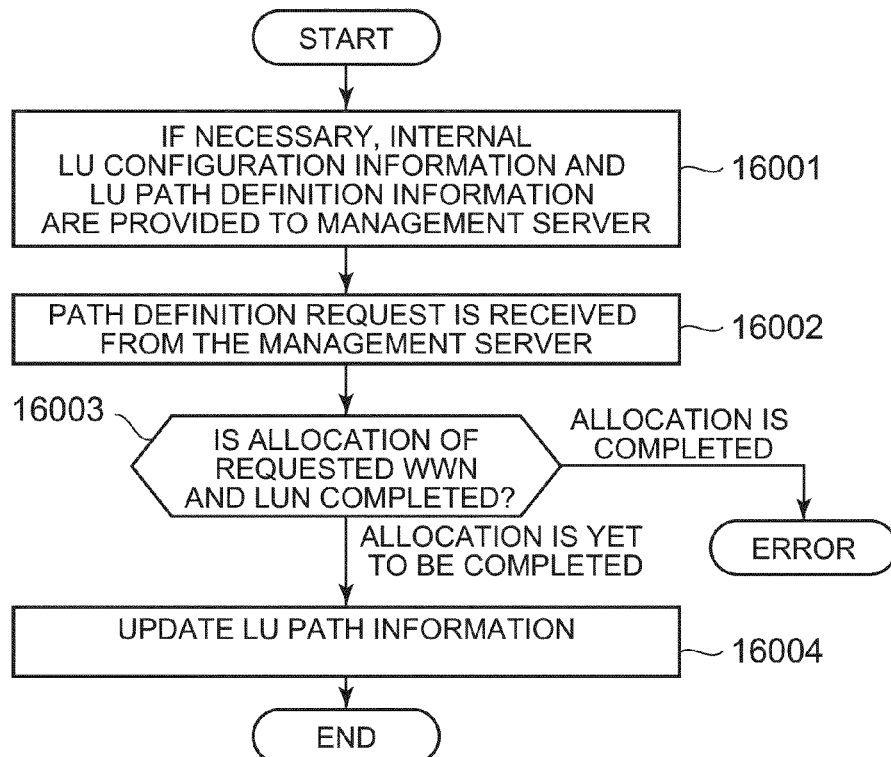 START
IF NECESSARY, INTERNAL
LU CONFIGURATION INFORMATION AND
LU PATH DEFINITION INFORMATION
ARE PROVIDED TO MANAGEMENT SERVER
16001
PATH DEFINITION REQUEST IS RECEIVED
FROM THE MANAGEMENT SERVER
16002
16003
IS ALLOCATION OF
REQUESTED WWN
AND LUN COMPLETED?
ALLOCATION IS
COMPLETED
ERROR
ALLOCATION IS YET
TO BE COMPLETED
UPDATE LU PATH INFORMATION
16004
END